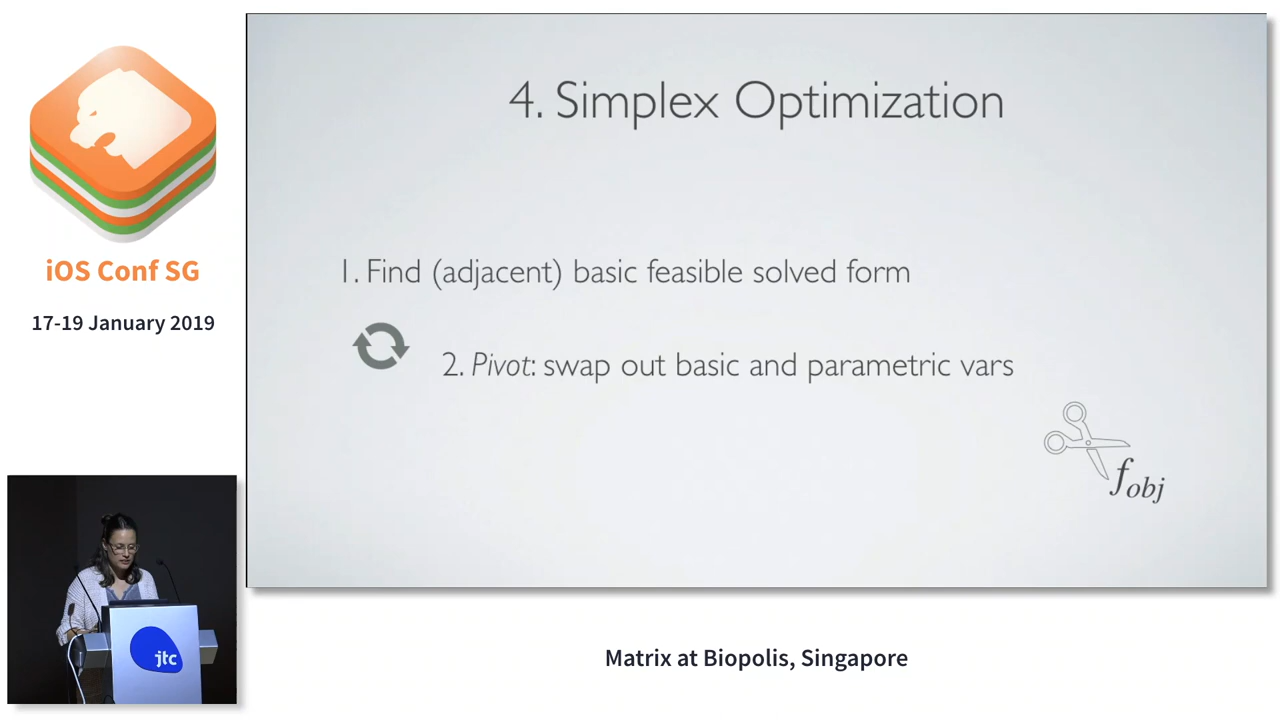 4. Simplex Optimization
1. Find (adjacent) basic feasible solved form
2. Pivot: swap out basic and parametric vars
fobj
iOS Conf SG
17-19 January 2019
jtc
Matrix at Biopolis, Singapore